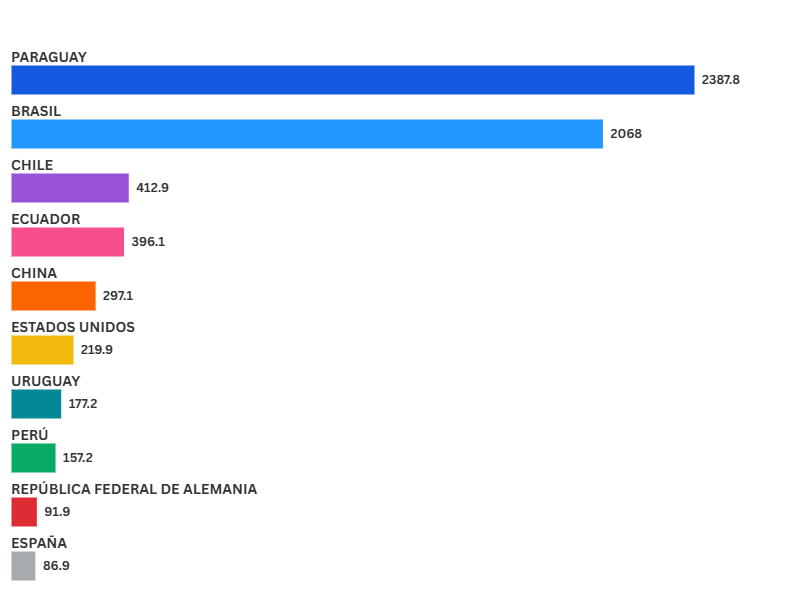 PARAGUAY
2387.8
BRASIL
2068
CHILE
412.9
ECUADOR
396.1
CHINA
297.1
ESTADOS UNIDOS
219.9
URUGUAY
177.2
PERÚ
157.2
REPÚBLICA FEDERAL DE ALEMANIA
91.9
ESPAÑA
86.9